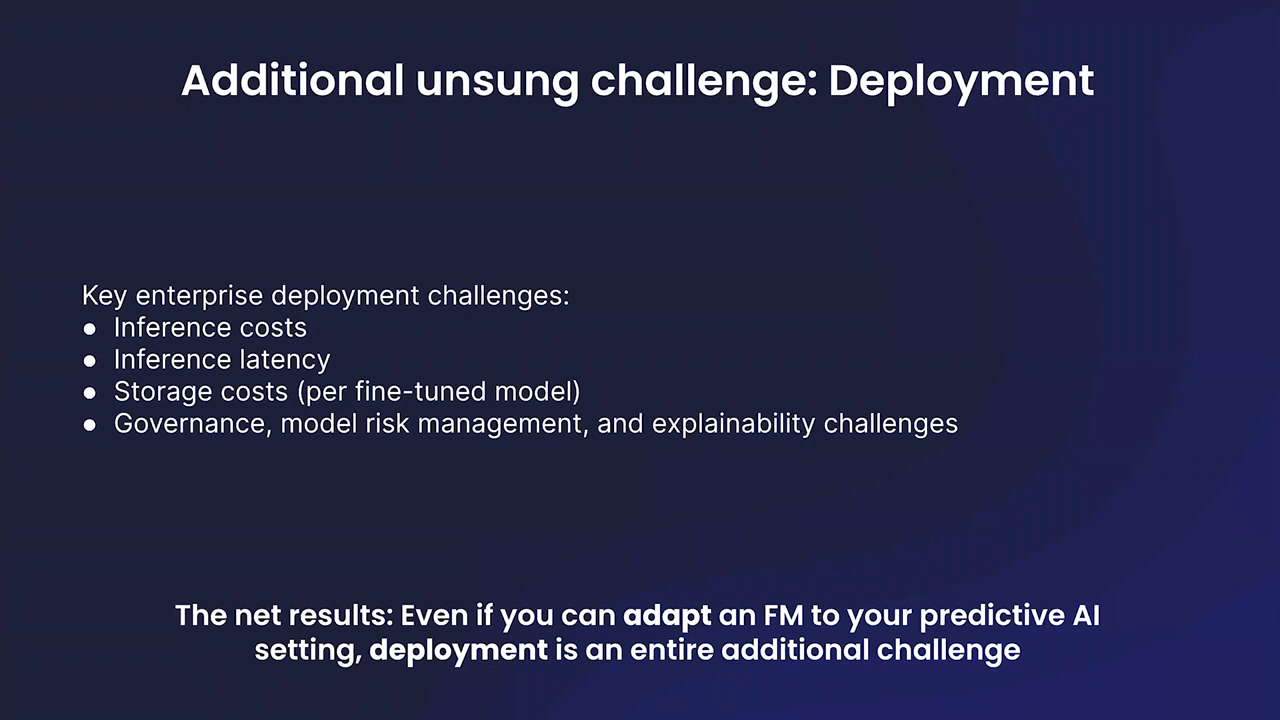 Additional unsung challenge: Deployment
Key enterprise deployment challenges:
● Inference costs
● Inference latency
● Storage costs (per fine-tuned model)
● Governance, model risk management, and explainability challenges
The net results: Even if you can adapt an FM to your predictive AI
setting, deployment is an entire additional challenge